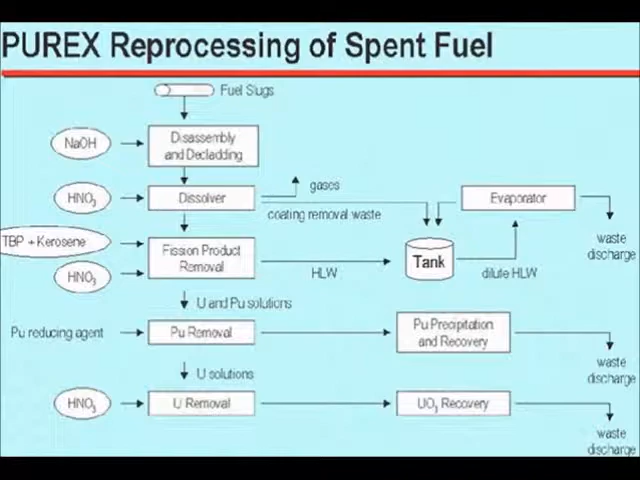 PUREX Reprocessing of Spent Fuel
Fuel Slugs
NaOH
Disassembly
and Decladding
HNO₃
Dissolver
gases
coating removal waste
Evaporator
TBP + Kerosene
Fission Product
Removal
HNO₃
HLW
Tank
dilute HLW
waste
discharge
U and Pu solutions
Pu reducing agent
Pu Removal
Pu Precipitation
and Recovery
waste
discharge
U solutions
HNO₃
U Removal
UO₃ Recovery
waste
discharge